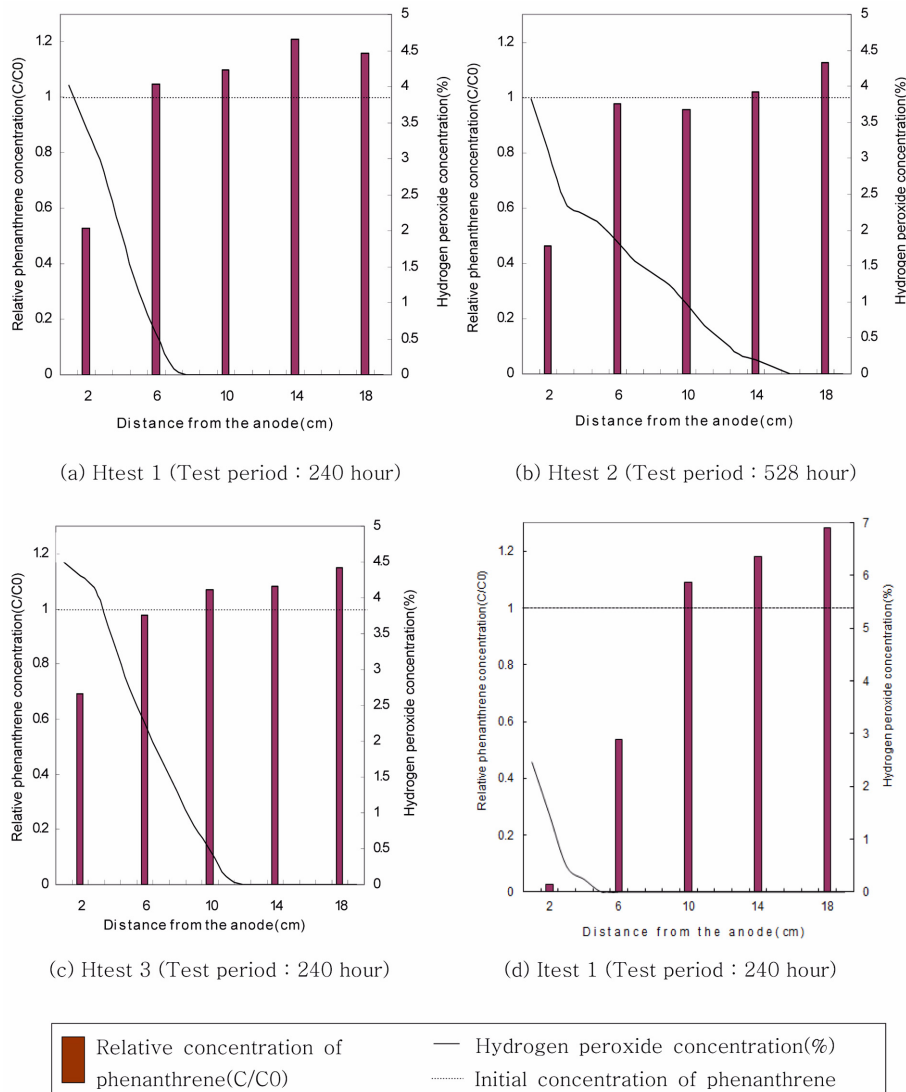 Relative phenanthrene concentration(C/C0)
1.2
1
0.8
0.6
0.4
0.2
0
5
4.5
4
3.5
3
2.5
2
1.5
1
0.5
0
Hydrogen peroxide concentration(%)
2 6 10 14 18
Distance from the anode(cm)
(a) Htest 1 (Test period : 240 hour)
Relative phenanthrene concentration(C/C0)
1.2
1
0.8
0.6
0.4
0.2
0
5
4.5
4
3.5
3
2.5
2
1.5
1
0.5
0
Hydrogen peroxide concentration(%)
2 6 10 14 18
Distance from the anode(cm)
(b) Htest 2 (Test period : 528 hour)
Relative phenanthrene concentration(C/C0)
1.2
1
0.8
0.6
0.4
0.2
0
5
4.5
4
3.5
3
2.5
2
1.5
1
0.5
0
Hydrogen peroxide concentration(%)
2 6 10 14 18
Distance from the anode(cm)
(c) Htest 3 (Test period : 240 hour)
Relative phenanthrene concentration(C/C0)
1.2
1
0.8
0.6
0.4
0.2
0
7
6
5
4
3
2
1
0
Hydrogen peroxide concentration(%)
2 6 10 14 18
Distance from the anode(cm)
(d) Itest 1 (Test period : 240 hour)
Relative concentration of
phenanthrene(C/C0)
Hydrogen peroxide concentration(%)
Initial concentration of phenanthrene